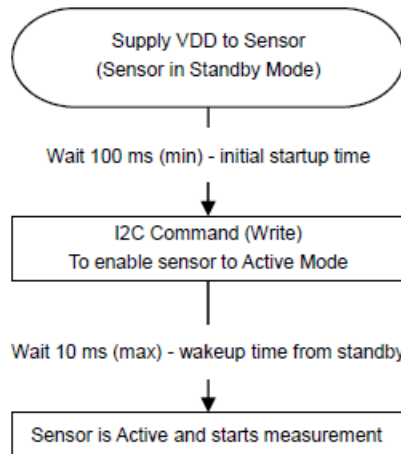 Supply VDD to Sensor
(Sensor in Standby Mode)
Wait 100 ms (min) - initial startup time
I2C Command (Write)
To enable sensor to Active Mode
Wait 10 ms (max) - wakeup time from standby
Sensor is Active and starts measurement